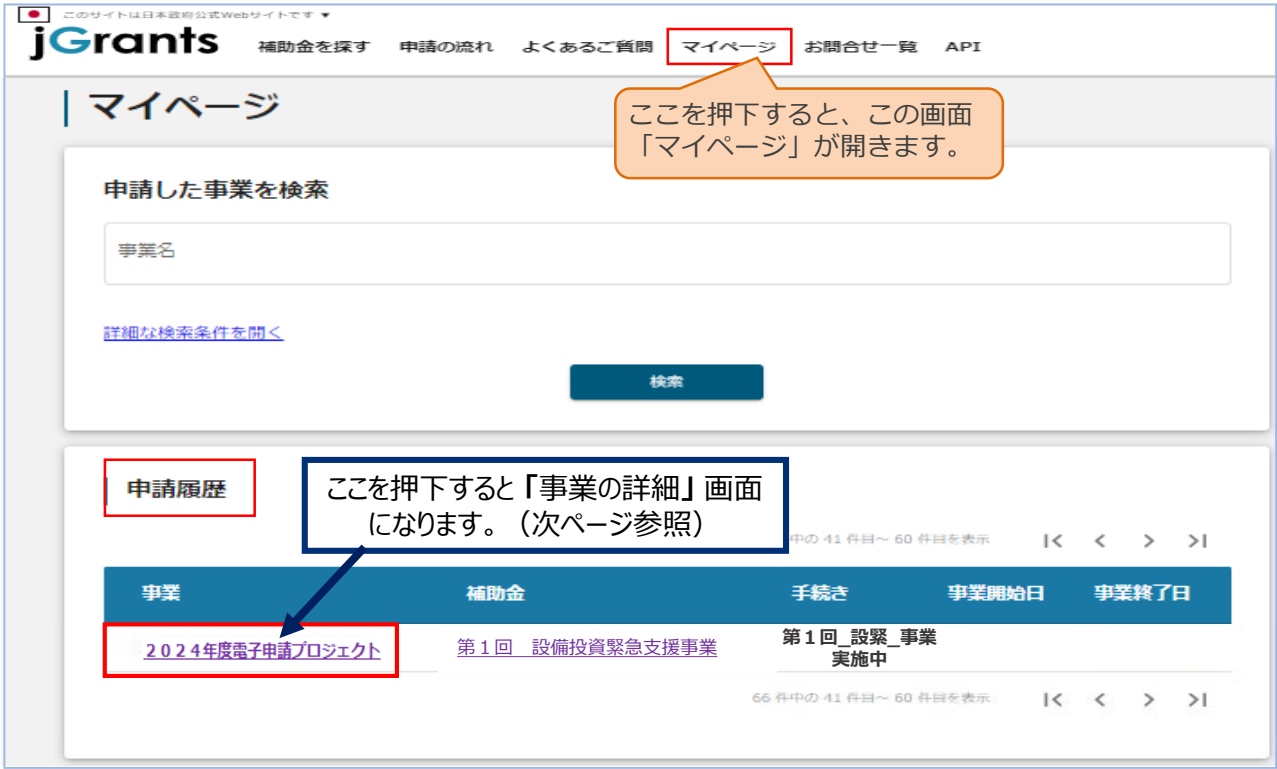 このサイトは日本政府公式Webサイトです ▼
jGrants 補助金を探す 申請の流れ よくあるご質問 マイページ お問合せ一覧 API
マイページ
ここを押下すると、この画面
「マイページ」が開きます。
申請した事業を検索
事業名
詳細な検索条件を開く
検索
申請履歴
ここを押下すると「事業の詳細」画面
になります。（次ページ参照）
中の 41 件目～ 60 件目を表示
事業 補助金 手続き 事業開始日 事業終了日
２０２４年度電子申請プロジェクト 第１回　設備投資緊急支援事業 第１回_設緊_事業
実施中
66 件中の 41 件目～ 60 件目を表示